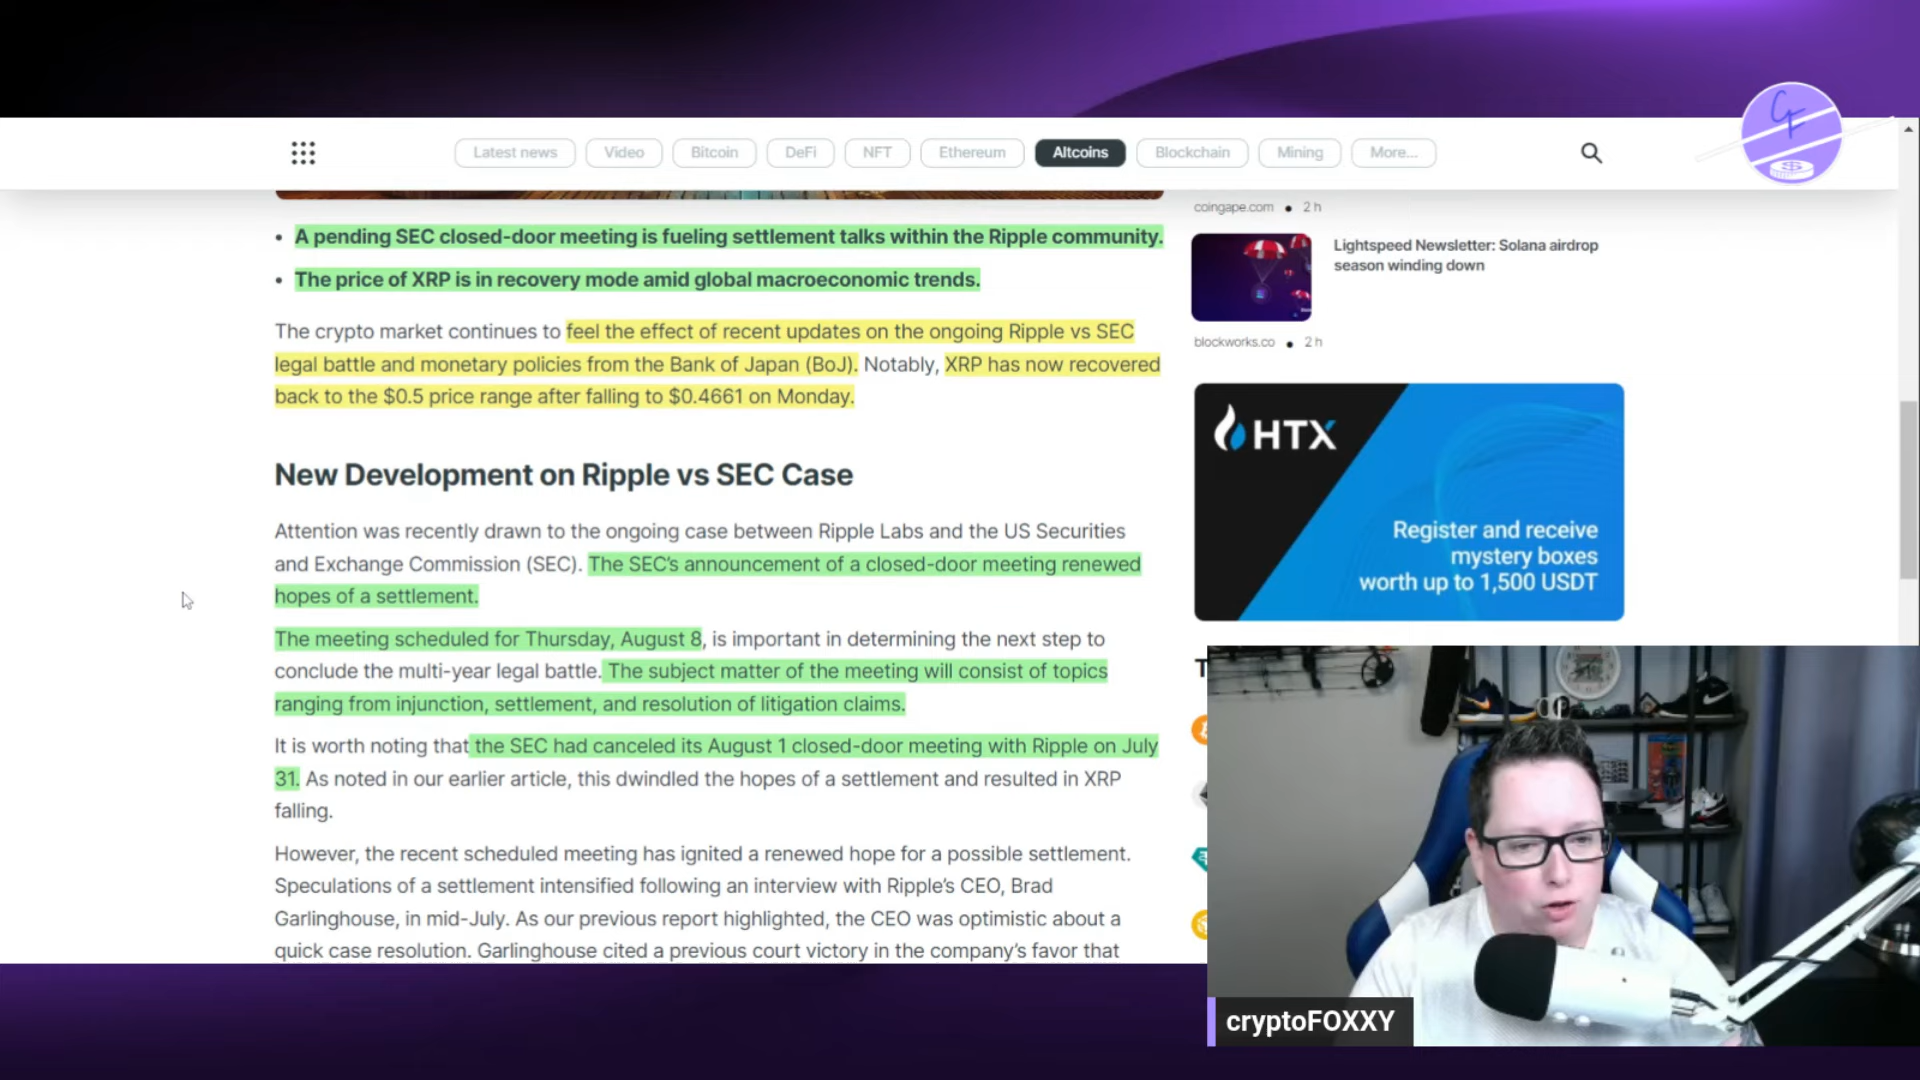 Latest news
Video
Bitcoin
DeFi
NFT
Ethereum
Altcoins
Blockchain
Mining
More...
• A pending SEC closed-door meeting is fueling settlement talks within the Ripple community.
• The price of XRP is in recovery mode amid global macroeconomic trends.
The crypto market continues to feel the effect of recent updates on the ongoing Ripple vs SEC
legal battle and monetary policies from the Bank of Japan (BoJ). Notably, XRP has now recovered
back to the $0.5 price range after falling to $0.4661 on Monday.
New Development on Ripple vs SEC Case
Attention was recently drawn to the ongoing case between Ripple Labs and the US Securities
and Exchange Commission (SEC). The SEC's announcement of a closed-door meeting renewed
hopes of a settlement.
The meeting scheduled for Thursday, August 8, is important in determining the next step to
conclude the multi-year legal battle. The subject matter of the meeting will consist of topics
ranging from injunction, settlement, and resolution of litigation claims.
It is worth noting that the SEC had canceled its August 1 closed-door meeting with Ripple on July
31. As noted in our earlier article, this dwindled the hopes of a settlement and resulted in XRP
falling.
However, the recent scheduled meeting has ignited a renewed hope for a possible settlement.
Speculations of a settlement intensified following an interview with Ripple's CEO, Brad
Garlinghouse, in mid-July. As our previous report highlighted, the CEO was optimistic about a
quick case resolution. Garlinghouse cited a previous court victory in the company's favor that
coingape.com • 2 h
Lightspeed Newsletter: Solana airdrop
season winding down
blockworks.co • 2 h
HTX
Register and receive
mystery boxes
worth up to 1,500 USDT
cryptoFOXXY